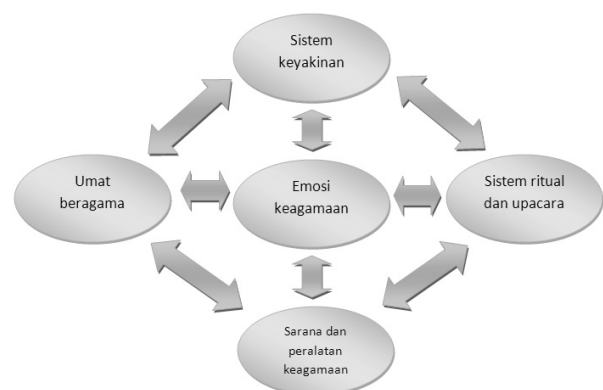 Sistem
keyakinan
Umat
beragama
Emosi
keagamaan
Sistem ritual
dan upacara
Sarana dan
peralatan
keagamaan